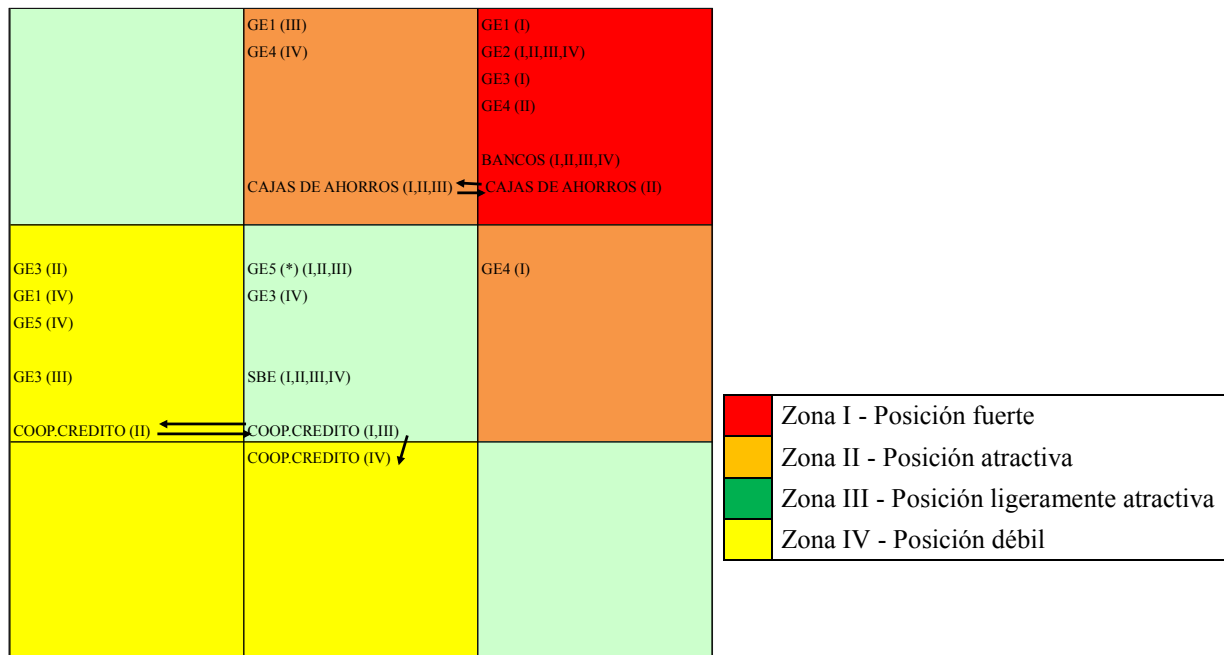 GE1 (III)
GE4 (IV)
CAJAS DE AHORROS (I,II,III)
GE1 (I)
GE2 (I,II,III,IV)
GE3 (I)
GE4 (II)
BANCOS (I,II,III,IV)
CAJAS DE AHORROS (II)
GE3 (II)
GE1 (IV)
GE5 (IV)
GE3 (III)
COOP.CREDITO (II)
GE5 (*) (I,II,III)
GE3 (IV)
SBE (I,II,III,IV)
COOP.CREDITO (I,III)
GE4 (I)
COOP.CREDITO (IV)
Zona I - Posición fuerte
Zona II - Posición atractiva
Zona III - Posición ligeramente atractiva
Zona IV - Posición débil